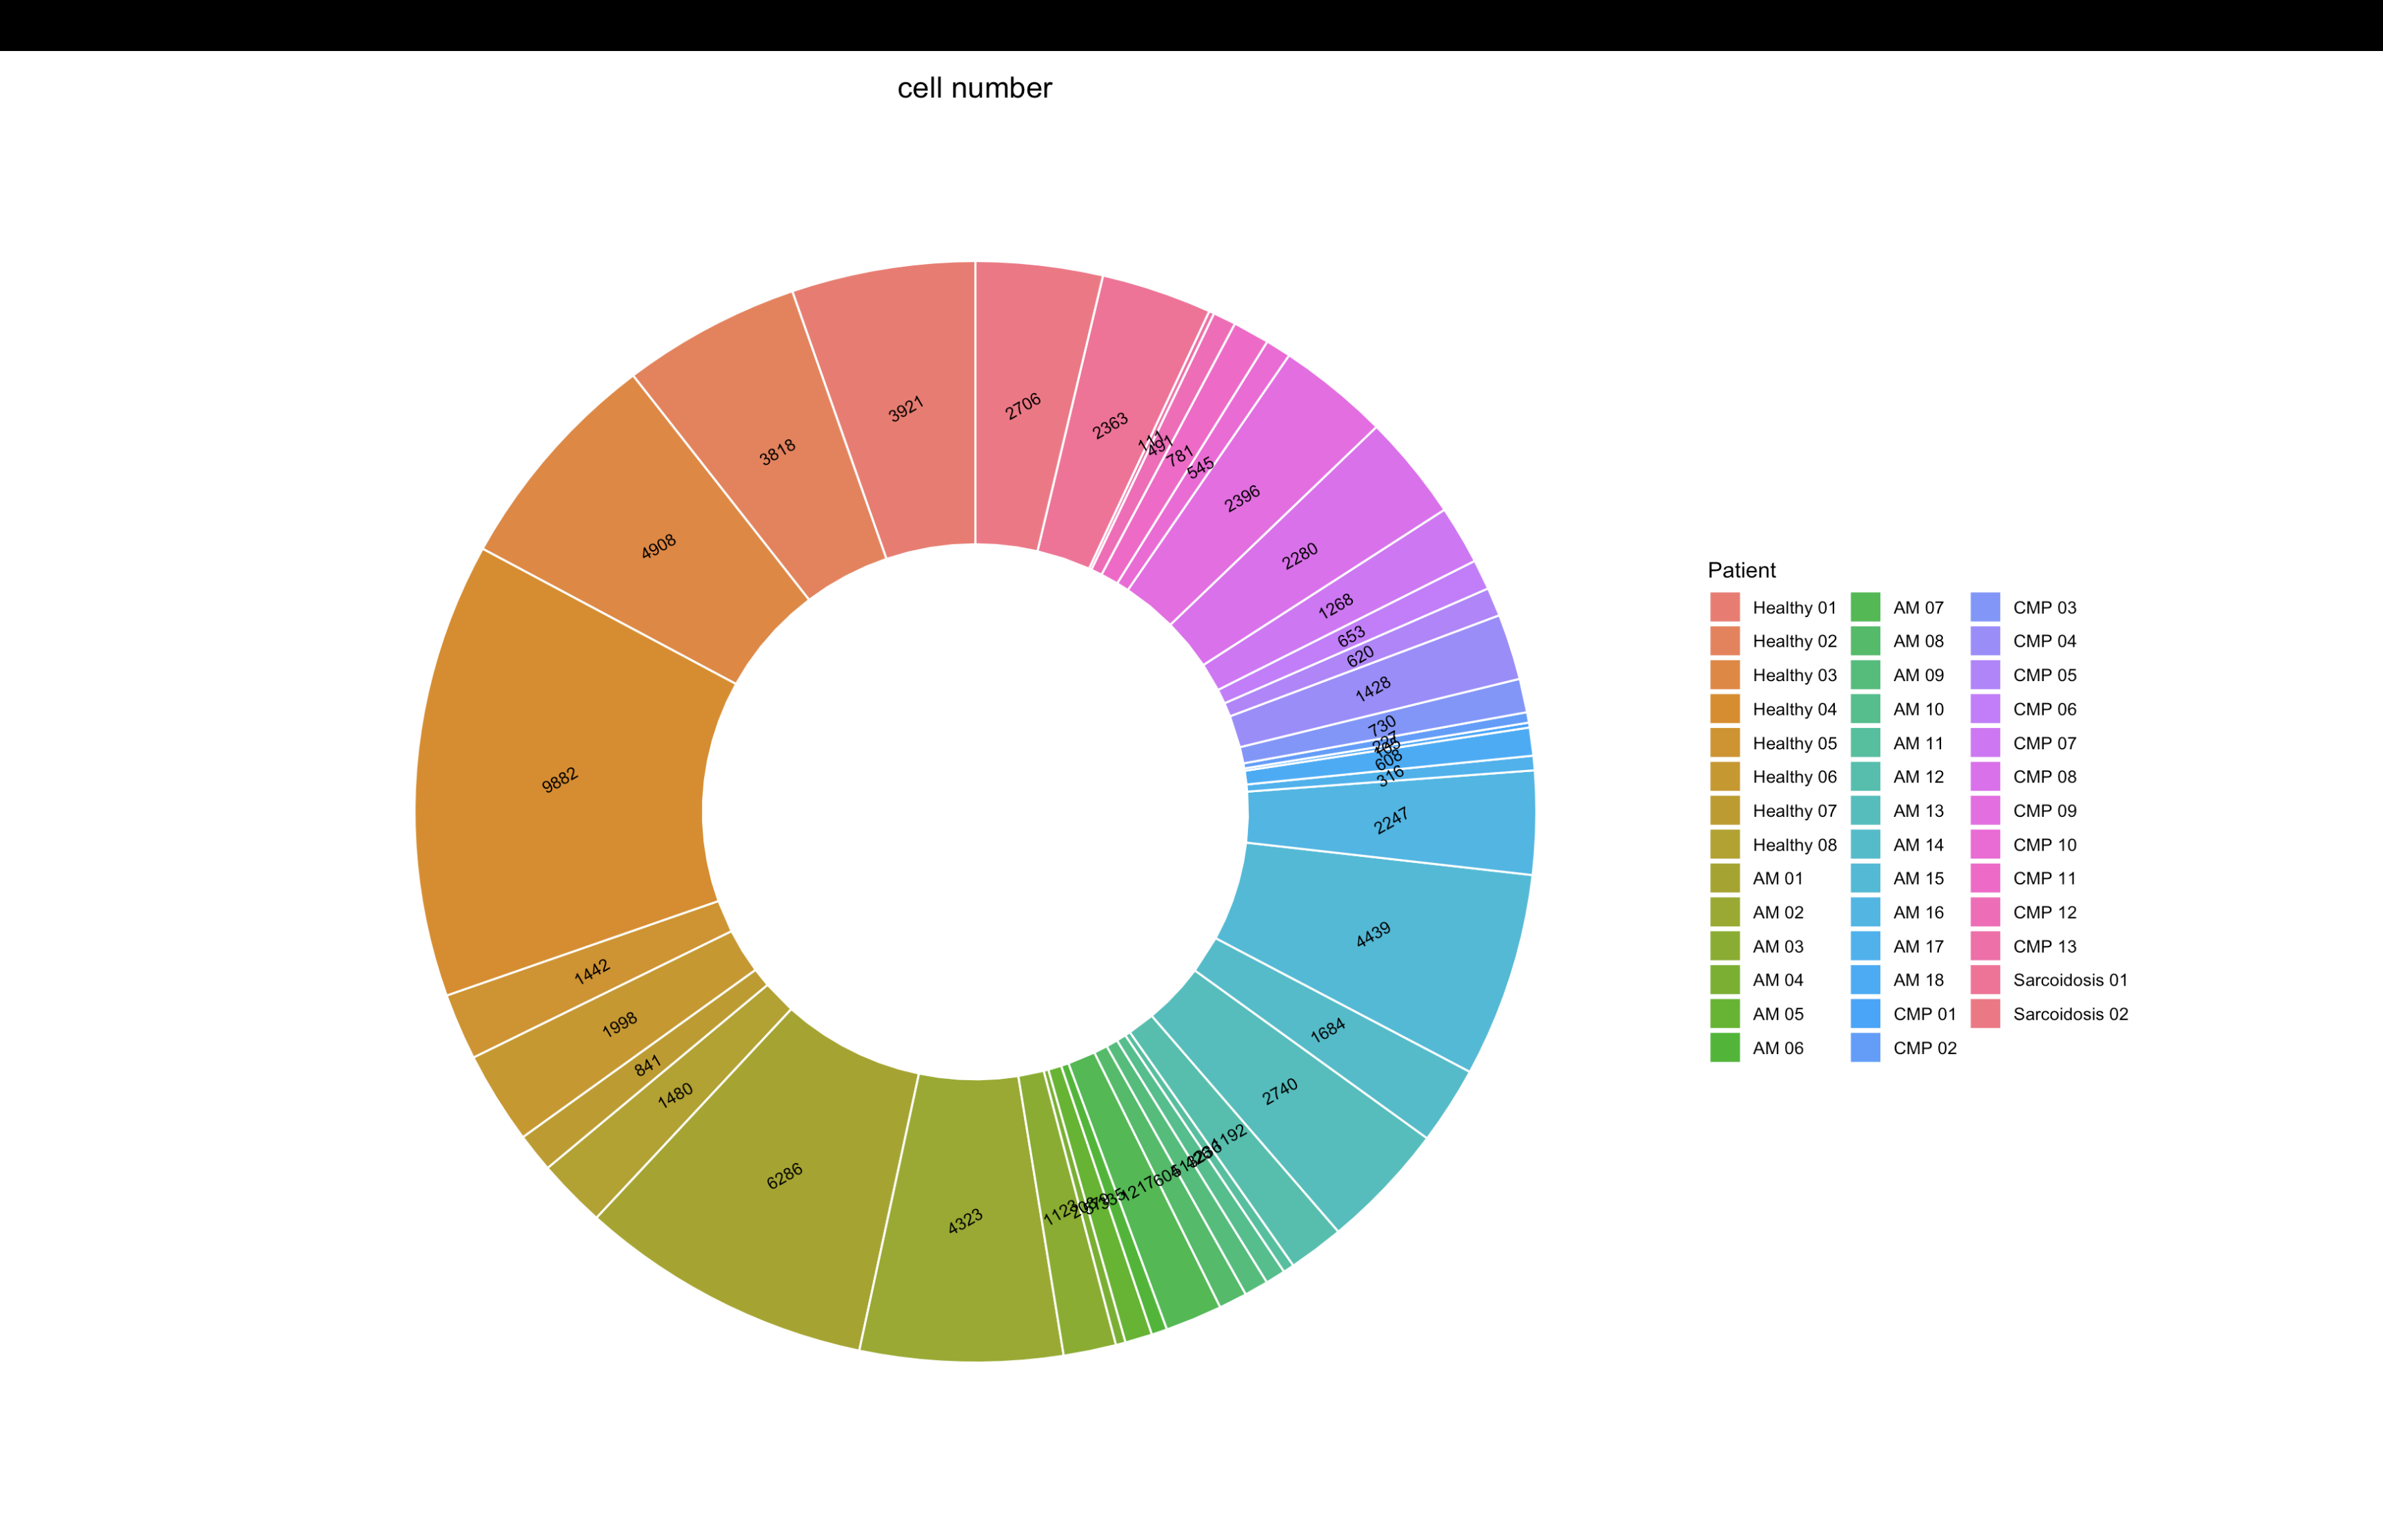 cell number
3921
2706
3818
2363
111
491
781
545
2396
4908
2280
1268
653
620
1428
730
608
316
9882
2247
4439
1442
1998
1684
841
1480
2740
1192
6286
604
1217
1123
4323
Patient
Healthy 01 AM 07 CMP 03
Healthy 02 AM 08 CMP 04
Healthy 03 AM 09 CMP 05
Healthy 04 AM 10 CMP 06
Healthy 05 AM 11 CMP 07
Healthy 06 AM 12 CMP 08
Healthy 07 AM 13 CMP 09
Healthy 08 AM 14 CMP 10
AM 01 AM 15 CMP 11
AM 02 AM 16 CMP 12
AM 03 AM 17 CMP 13
AM 04 AM 18 Sarcoidosis 01
AM 05 CMP 01 Sarcoidosis 02
AM 06 CMP 02